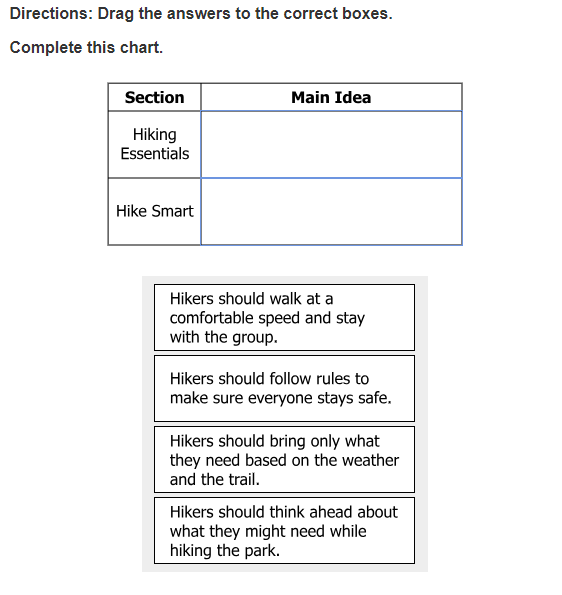 Directions: Drag the answers to the correct boxes.
Complete this chart.
Section Main Idea
Hiking
Essentials
Hike Smart
Hikers should walk at a
comfortable speed and stay
with the group.
Hikers should follow rules to
make sure everyone stays safe.
Hikers should bring only what
they need based on the weather
and the trail.
Hikers should think ahead about
what they might need while
hiking the park.